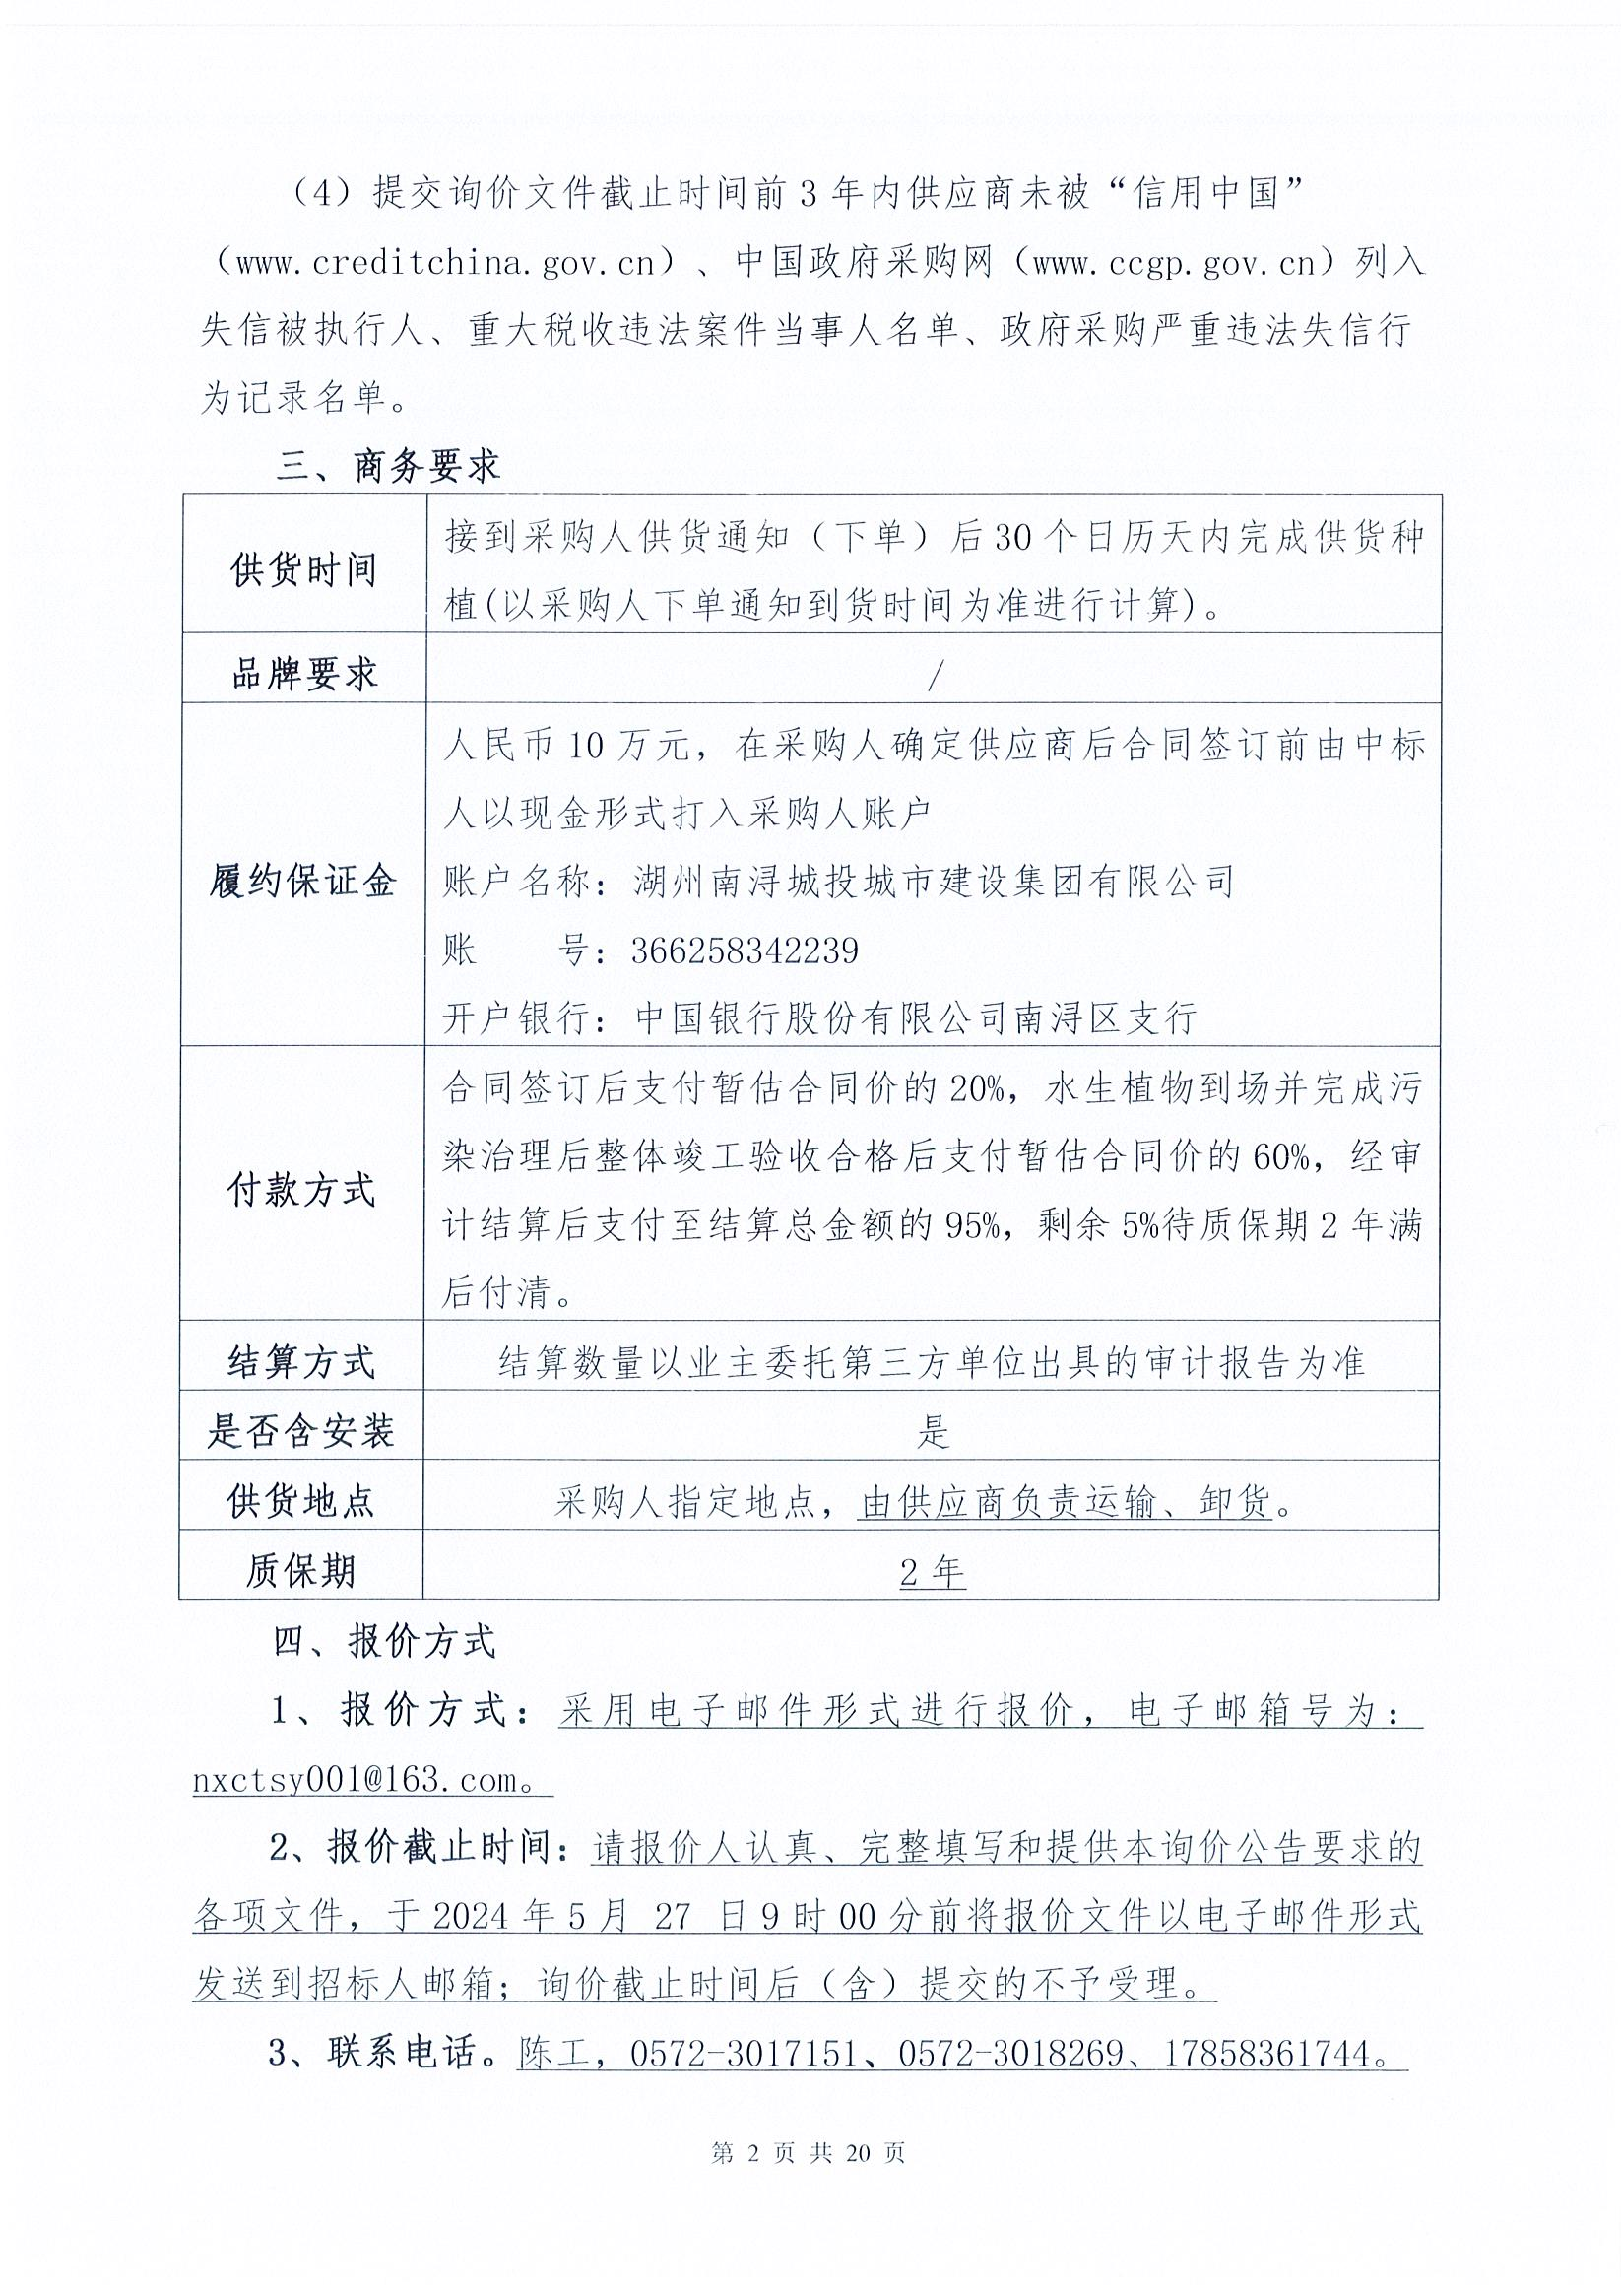 （4）提交询价文件截止时间前 3 年内供应商未被“信用中国”
（www.creditchina.gov.cn）、中国政府采购网（www.ccgp.gov.cn）列入
失信被执行人、重大税收违法案件当事人名单、政府采购严重违法失信行
为记录名单。
三、商务要求
供货时间
接到采购人供货通知（下单）后 30 个日历天内完成供货种
植(以采购人下单通知到货时间为准进行计算)。
品牌要求
/
履约保证金
人民币 10 万元，在采购人确定供应商后合同签订前由中标
人以现金形式打入采购人账户
账户名称：湖州南浔城投城市建设集团有限公司
账　　号：366258342239
开户银行：中国银行股份有限公司南浔区支行
付款方式
合同签订后支付暂估合同价的 20%，水生植物到场并完成污
染治理后整体竣工验收合格后支付暂估合同价的 60%，经审
计结算后支付至结算总金额的 95%，剩余 5%待质保期 2 年满
后付清。
结算方式
结算数量以业主委托第三方单位出具的审计报告为准
是否含安装
是
供货地点
采购人指定地点，由供应商负责运输、卸货。
质保期
2 年
四、报价方式
1、报价方式：采用电子邮件形式进行报价，电子邮箱号为：
nxctsy001@163.com。
2、报价截止时间：请报价人认真、完整填写和提供本询价公告要求的
各项文件，于 2024 年 5 月 27 日 9 时 00 分前将报价文件以电子邮件形式
发送到招标人邮箱；询价截止时间后（含）提交的不予受理。
3、联系电话。陈工，0572-3017151、0572-3018269、17858361744。
第 2 页 共 20 页